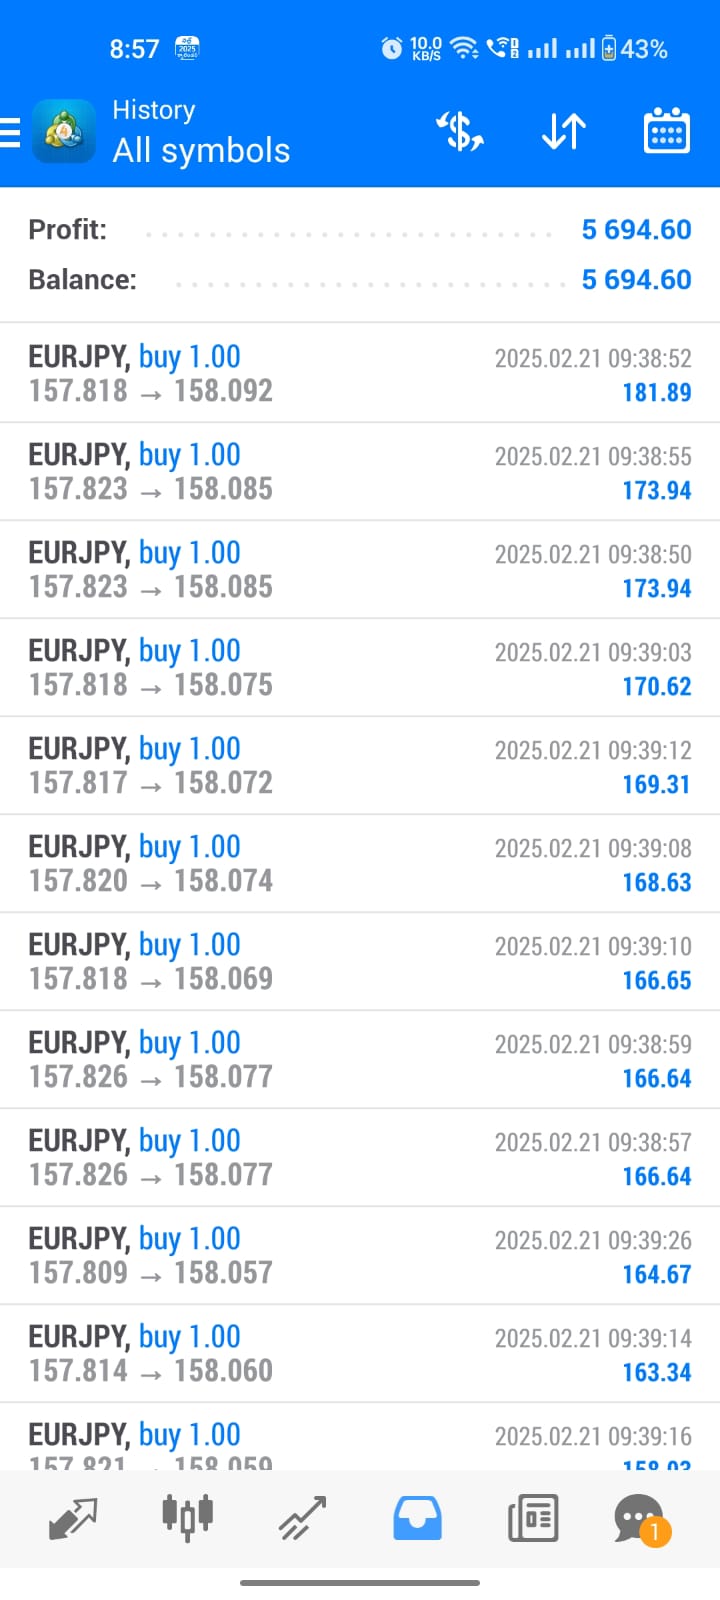 8:57 2025 10.0 KB/S 43%
History
All symbols
Profit: 5 694.60
Balance: 5 694.60
EURJPY, buy 1.00 2025.02.21 09:38:52
157.818 → 158.092 181.89
EURJPY, buy 1.00 2025.02.21 09:38:55
157.823 → 158.085 173.94
EURJPY, buy 1.00 2025.02.21 09:38:50
157.823 → 158.085 173.94
EURJPY, buy 1.00 2025.02.21 09:39:03
157.818 → 158.075 170.62
EURJPY, buy 1.00 2025.02.21 09:39:12
157.817 → 158.072 169.31
EURJPY, buy 1.00 2025.02.21 09:39:08
157.820 → 158.074 168.63
EURJPY, buy 1.00 2025.02.21 09:39:10
157.818 → 158.069 166.65
EURJPY, buy 1.00 2025.02.21 09:38:59
157.826 → 158.077 166.64
EURJPY, buy 1.00 2025.02.21 09:38:57
157.826 → 158.077 166.64
EURJPY, buy 1.00 2025.02.21 09:39:26
157.809 → 158.057 164.67
EURJPY, buy 1.00 2025.02.21 09:39:14
157.814 → 158.060 163.34
EURJPY, buy 1.00 2025.02.21 09:39:16
157.821 → 158.059
1